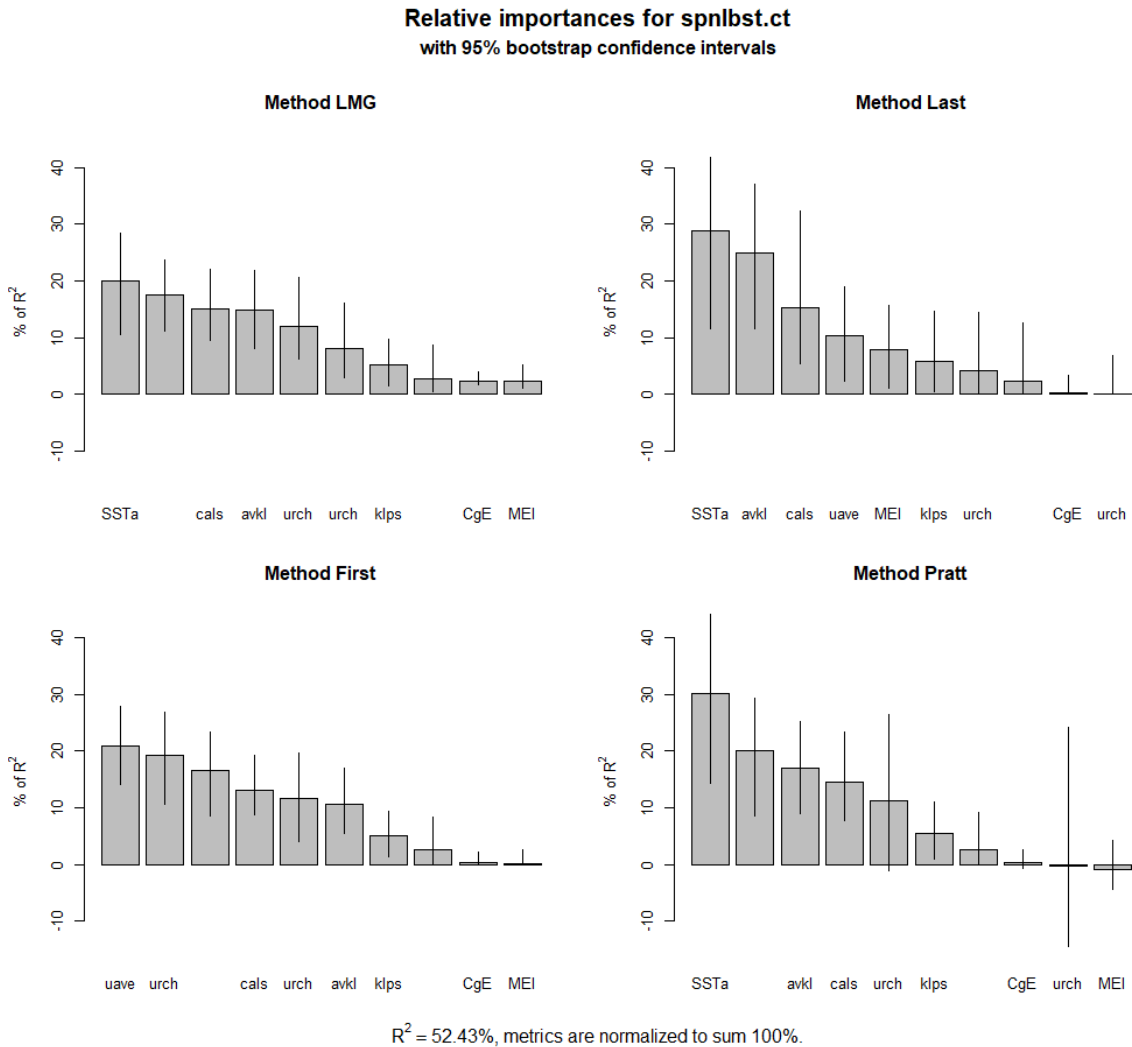 Relative importances for spnlbst.ct
with 95% bootstrap confidence intervals
Method LMG
% of R²
40
30
20
10
0
-10
SSTa cals avkl urch urch klps CgE MEI
Method Last
% of R²
40
30
20
10
0
-10
SSTa avkl cals uave MEI klps urch CgE urch
Method First
% of R²
40
30
20
10
0
-10
uave urch cals urch avkl klps CgE MEI
Method Pratt
% of R²
40
30
20
10
0
-10
SSTa avkl cals urch klps CgE urch MEI
R² = 52.43%, metrics are normalized to sum 100%.